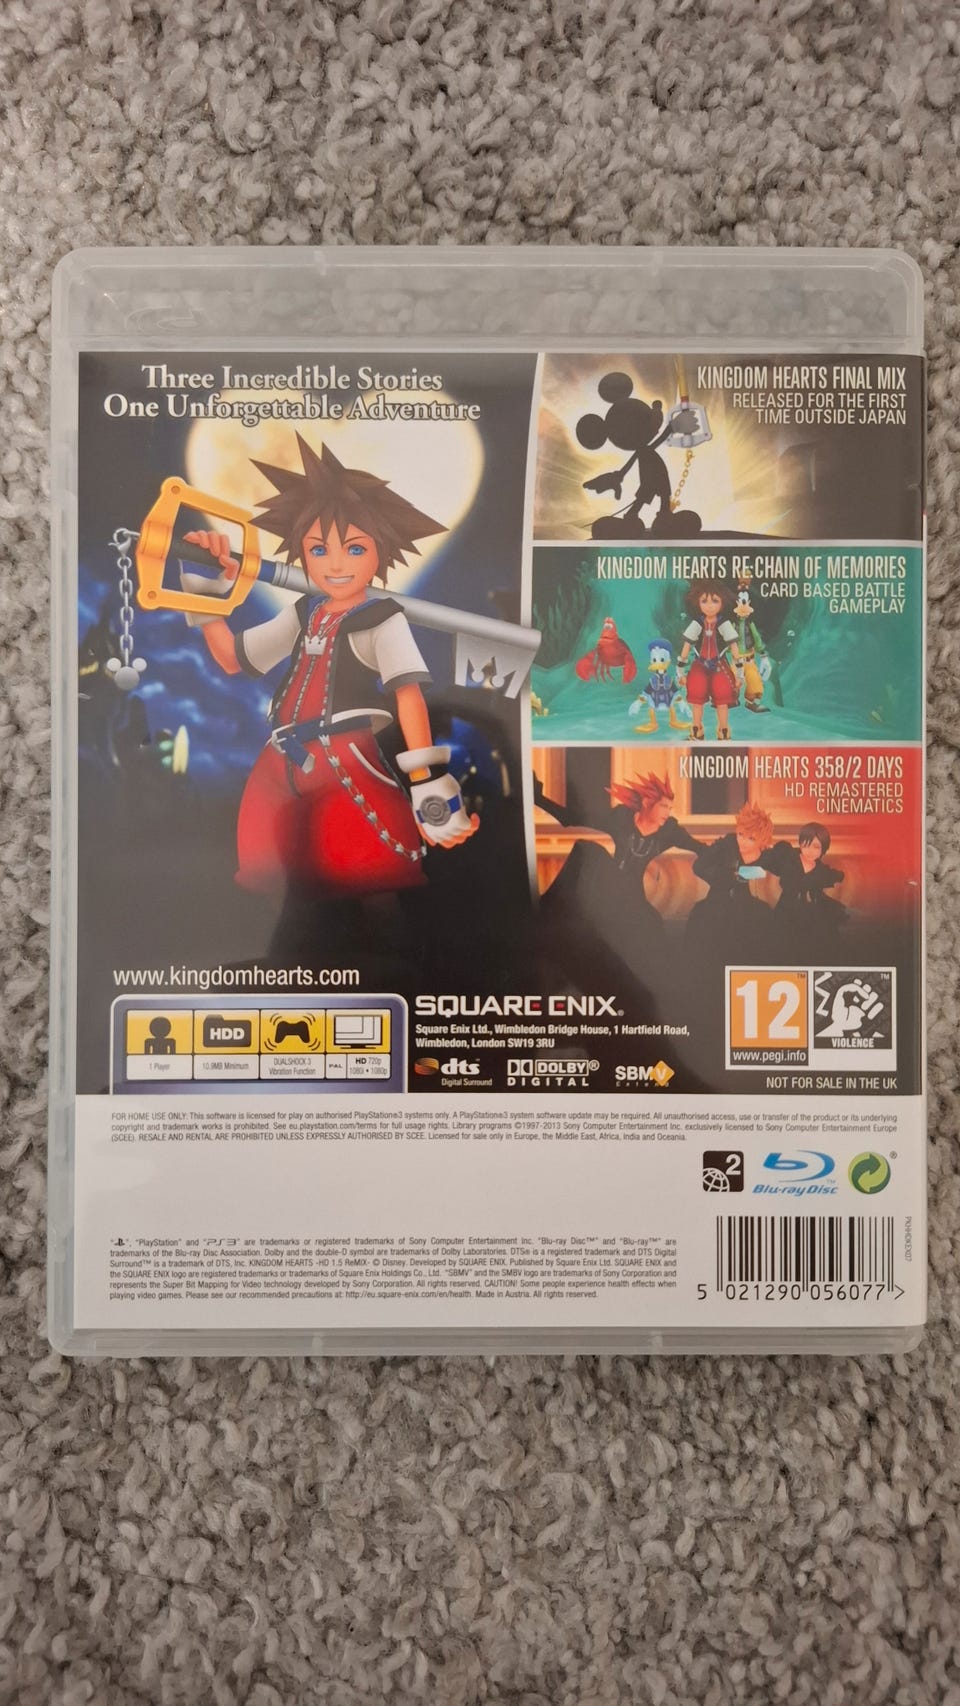 Three Incredible Stories
One Unforgettable Adventure
KINGDOM HEARTS FINAL MIX
RELEASED FOR THE FIRST
TIME OUTSIDE JAPAN
KINGDOM HEARTS RE:CHAIN OF MEMORIES
CARD BASED BATTLE
GAMEPLAY
KINGDOM HEARTS 358/2 DAYS
HD REMASTERED
CINEMATICS
www.kingdomhearts.com
HDD
1 Player
10.9MB Minimum
DUALSHOCK 3
Vibration Function
PAL
HD 720p
1080i • 1080p
SQUARE ENIX®
Square Enix Ltd., Wimbledon Bridge House, 1 Hartfield Road,
Wimbledon, London SW19 3RU
dts
Digital Surround
DOLBY®
DIGITAL
SBMV
12
™
www.pegi.info
™
VIOLENCE
NOT FOR SALE IN THE UK
FOR HOME USE ONLY: This software is licensed for play on authorised PlayStation®3 systems only. A PlayStation®3 system software update may be required. All unauthorised access, use or transfer of the product or its underlying
copyright and trademark works is prohibited. See eu.playstation.com/terms for full usage rights. Library programs ©1997-2013 Sony Computer Entertainment Inc. exclusively licensed to Sony Computer Entertainment Europe
(SCEE). RESALE AND RENTAL ARE PROHIBITED UNLESS EXPRESSLY AUTHORISED BY SCEE. Licensed for sale only in Europe, the Middle East, Africa, India and Oceania.
2
Blu-ray Disc™
®
"", "PlayStation" and "PS3" are trademarks or registered trademarks of Sony Computer Entertainment Inc. "Blu-ray Disc™" and "Blu-ray™" are
trademarks of the Blu-ray Disc Association. Dolby and the double-D symbol are trademarks of Dolby Laboratories. DTS® is a registered trademark and DTS Digital
Surround™ is a trademark of DTS, Inc. KINGDOM HEARTS -HD 1.5 ReMIX- © Disney. Developed by SQUARE ENIX. Published by Square Enix Ltd. SQUARE ENIX and
the SQUARE ENIX logo are registered trademarks or trademarks of Square Enix Holdings Co., Ltd. "SBMV" and the SMBV logo are trademarks of Sony Corporation and
represents the Super Bit Mapping for Video technology developed by Sony Corporation. All rights reserved. CAUTION! Some people experience health effects when
playing video games. Please see our recommended precautions at: http://eu.square-enix.com/en/health. Made in Austria. All rights reserved.
5 021290 056077 >